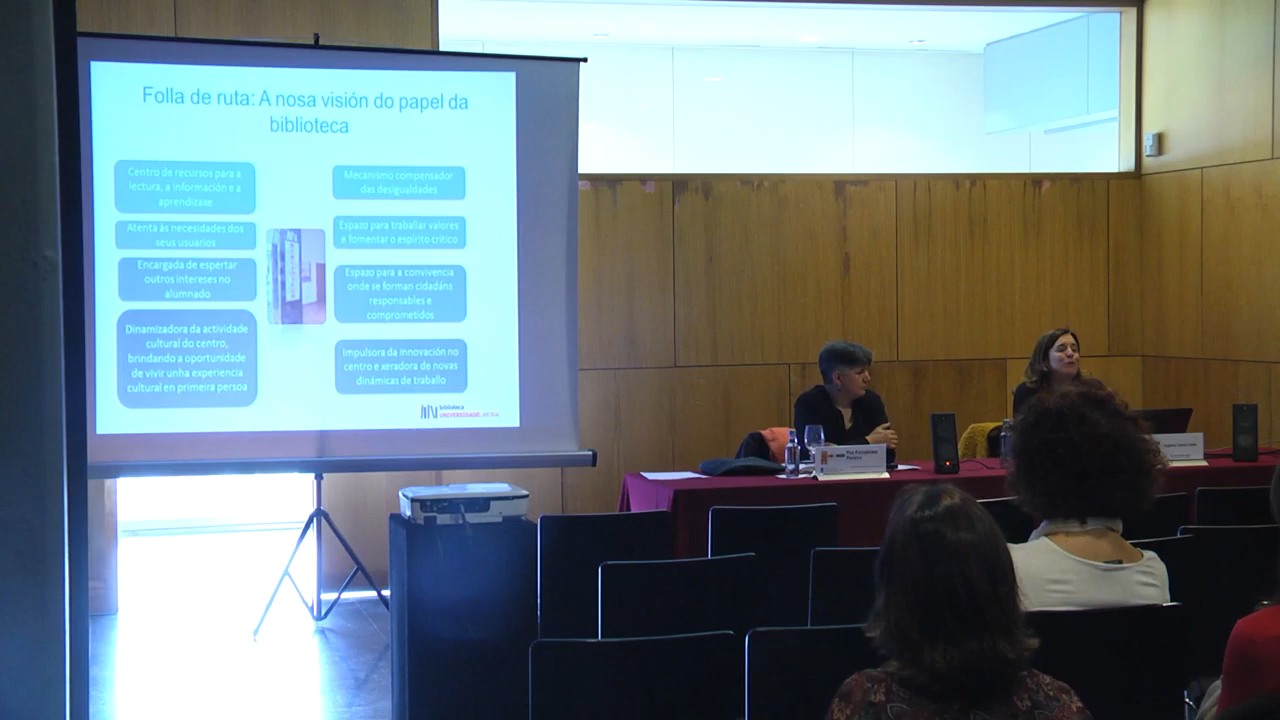 Folla de ruta: A nosa visión do papel da
biblioteca
Centro de recursos para a
lectura, a información e a
aprendizaxe
Atenta ás necesidades dos
seus usuarios
Encargada de espertar
outros intereses no
alumnado
Dinamizadora da actividade
cultural do centro,
brindando a oportunidade
de vivir unha experiencia
cultural en primeira persoa
Mecanismo compensador
das desigualdades
Espazo para traballar valores
e fomentar o espírito crítico
Espazo para a convivencia
onde se forman cidadáns
responsables e
comprometidos
Impulsora da innovación no
centro e xeradora de novas
dinámicas de traballo
biblioteca
UNIVERSIDADE